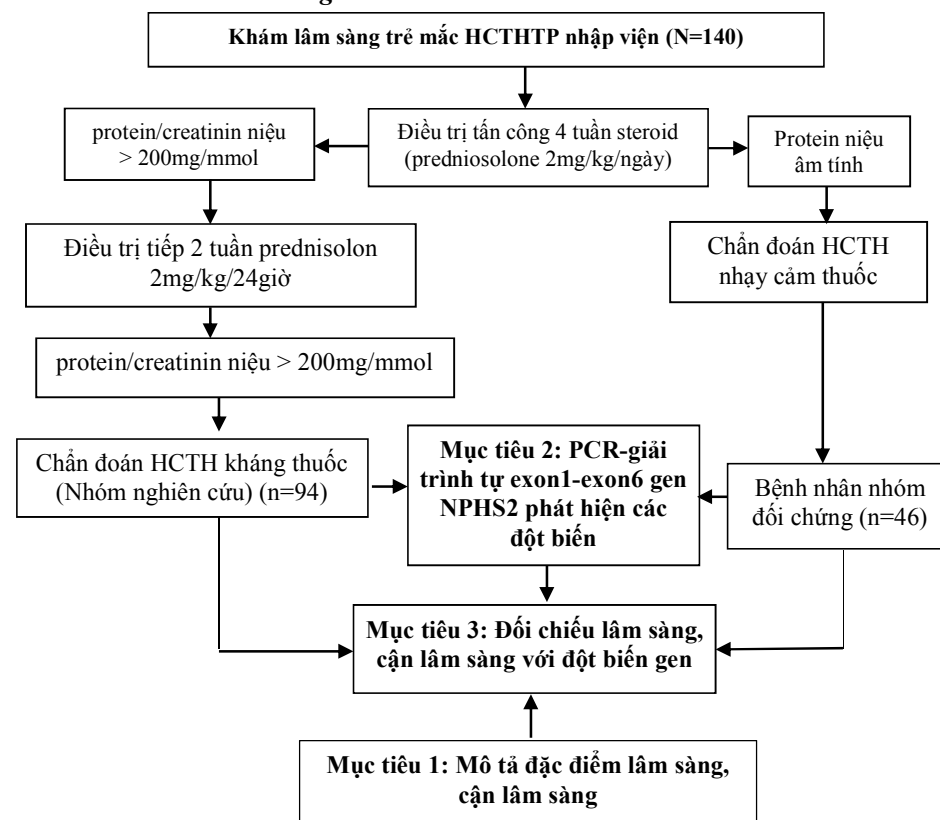 Khám lâm sàng trẻ mắc HCTHTP nhập viện (N=140)
protein/creatinin niệu
> 200mg/mmol
Điều trị tấn công 4 tuần steroid
(predniosolone 2mg/kg/ngày)
Protein niệu
âm tính
Điều trị tiếp 2 tuần prednisolon
2mg/kg/24giờ
Chẩn đoán HCTH
nhạy cảm thuốc
protein/creatinin niệu > 200mg/mmol
Chẩn đoán HCTH kháng thuốc
(Nhóm nghiên cứu) (n=94)
Mục tiêu 2: PCR-giải
trình tự exon1-exon6 gen
NPHS2 phát hiện các
đột biến
Bệnh nhân nhóm
đối chứng (n=46)
Mục tiêu 3: Đối chiếu lâm sàng,
cận lâm sàng với đột biến gen
Mục tiêu 1: Mô tả đặc điểm lâm sàng,
cận lâm sàng